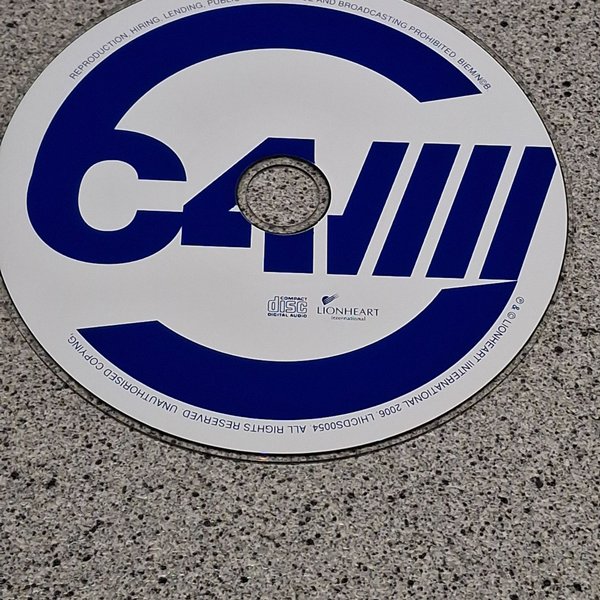 REPRODUCTION, HIRING, LENDING, PUBLIC
AND BROADCASTING PROHIBITED. BIEM/N©B
C4
COMPACT
disc
DIGITAL AUDIO
LIONHEART
international
℗ & © LIONHEART INTERNATIONAL 2006. LHICDS0054. ALL RIGHTS RESERVED. UNAUTHORISED COPYING,